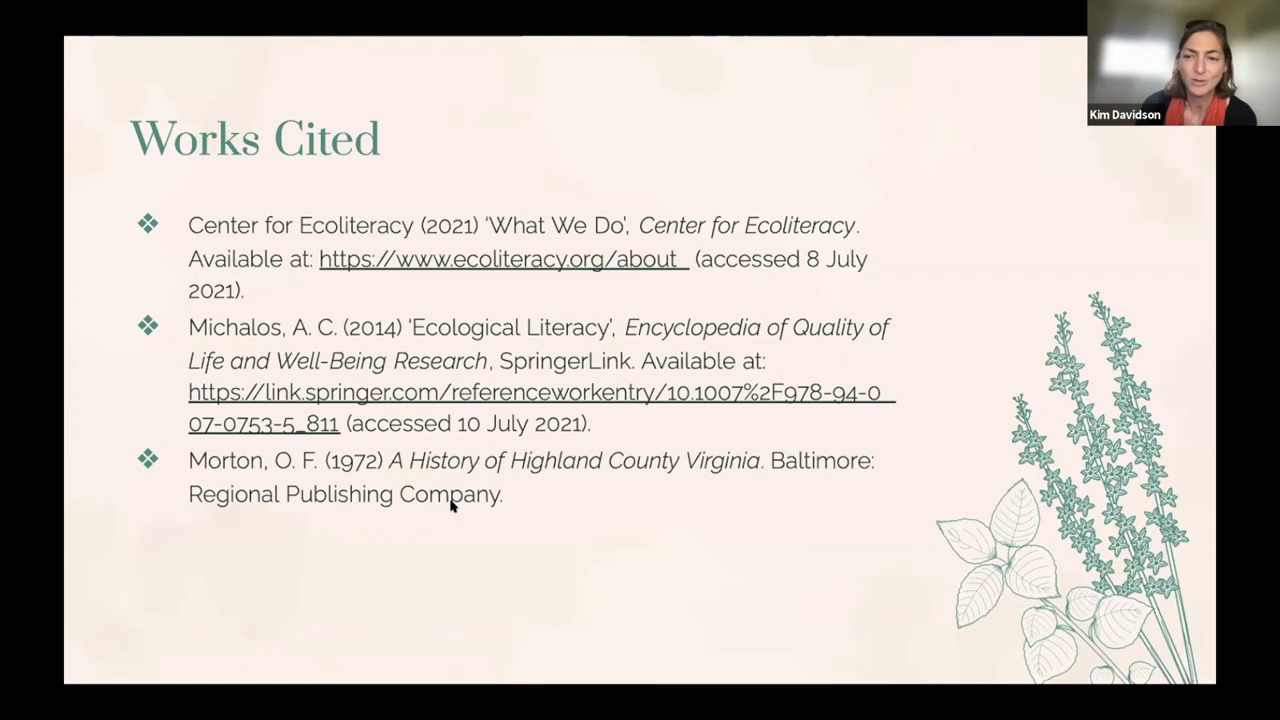 Kim Davidson
Works Cited
❖ Center for Ecoliteracy (2021) ‘What We Do’, Center for Ecoliteracy.
Available at: https://www.ecoliteracy.org/about (accessed 8 July
2021).
❖ Michalos, A. C. (2014) ‘Ecological Literacy’, Encyclopedia of Quality of
Life and Well-Being Research, SpringerLink. Available at:
https://link.springer.com/referenceworkentry/10.1007%2F978-94-0
07-0753-5_811 (accessed 10 July 2021).
❖ Morton, O. F. (1972) A History of Highland County Virginia. Baltimore:
Regional Publishing Company.